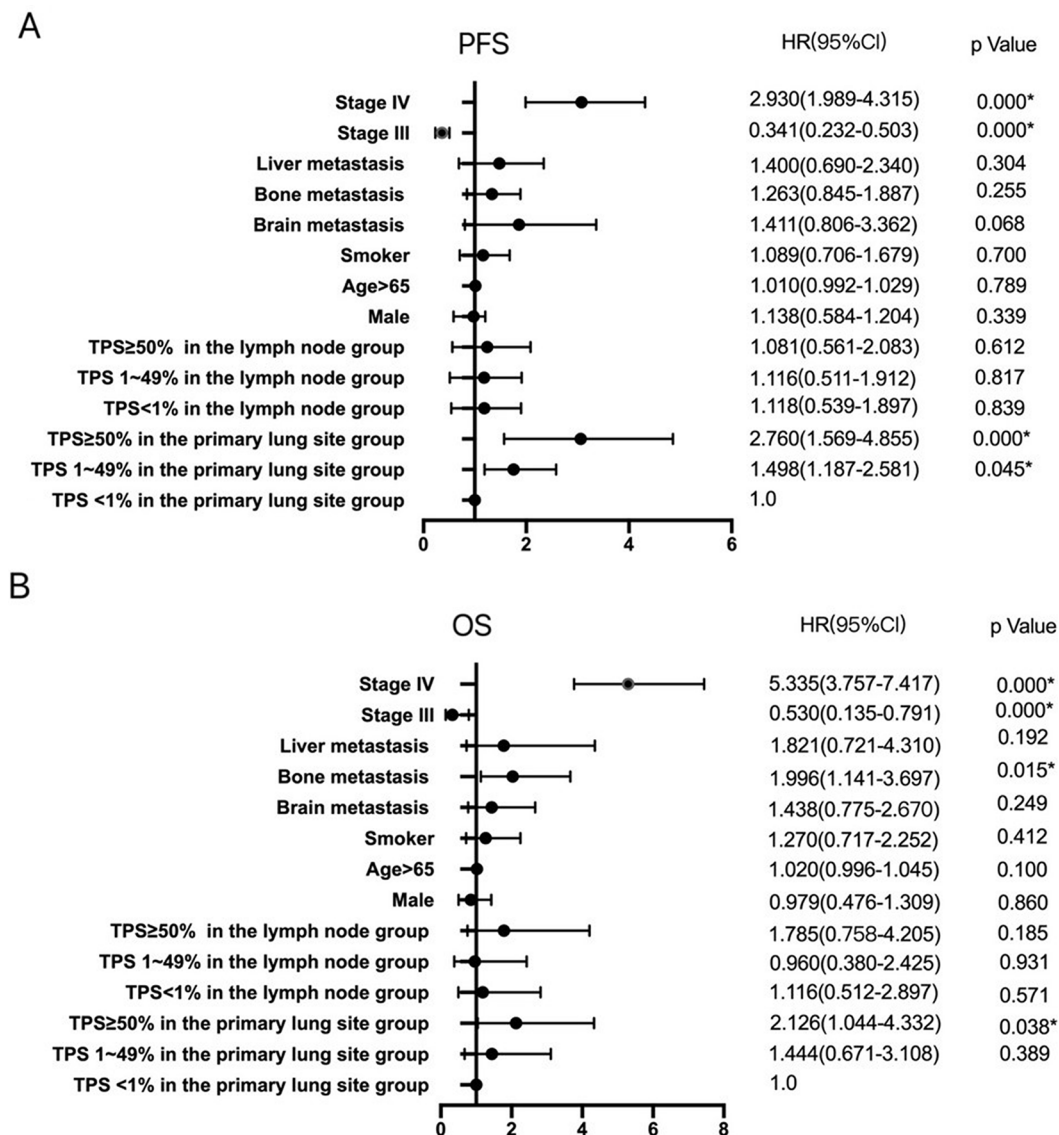 A
PFS HR(95%CI) p Value
Stage IV 2.930(1.989-4.315) 0.000*
Stage III 0.341(0.232-0.503) 0.000*
Liver metastasis 1.400(0.690-2.340) 0.304
Bone metastasis 1.263(0.845-1.887) 0.255
Brain metastasis 1.411(0.806-3.362) 0.068
Smoker 1.089(0.706-1.679) 0.700
Age>65 1.010(0.992-1.029) 0.789
Male 1.138(0.584-1.204) 0.339
TPS≥50% in the lymph node group 1.081(0.561-2.083) 0.612
TPS 1~49% in the lymph node group 1.116(0.511-1.912) 0.817
TPS<1% in the lymph node group 1.118(0.539-1.897) 0.839
TPS≥50% in the primary lung site group 2.760(1.569-4.855) 0.000*
TPS 1~49% in the primary lung site group 1.498(1.187-2.581) 0.045*
TPS <1% in the primary lung site group 1.0
0 2 4 6
B
OS HR(95%CI) p Value
Stage IV 5.335(3.757-7.417) 0.000*
Stage III 0.530(0.135-0.791) 0.000*
Liver metastasis 1.821(0.721-4.310) 0.192
Bone metastasis 1.996(1.141-3.697) 0.015*
Brain metastasis 1.438(0.775-2.670) 0.249
Smoker 1.270(0.717-2.252) 0.412
Age>65 1.020(0.996-1.045) 0.100
Male 0.979(0.476-1.309) 0.860
TPS≥50% in the lymph node group 1.785(0.758-4.205) 0.185
TPS 1~49% in the lymph node group 0.960(0.380-2.425) 0.931
TPS<1% in the lymph node group 1.116(0.512-2.897) 0.571
TPS≥50% in the primary lung site group 2.126(1.044-4.332) 0.038*
TPS 1~49% in the primary lung site group 1.444(0.671-3.108) 0.389
TPS <1% in the primary lung site group 1.0
0 2 4 6 8